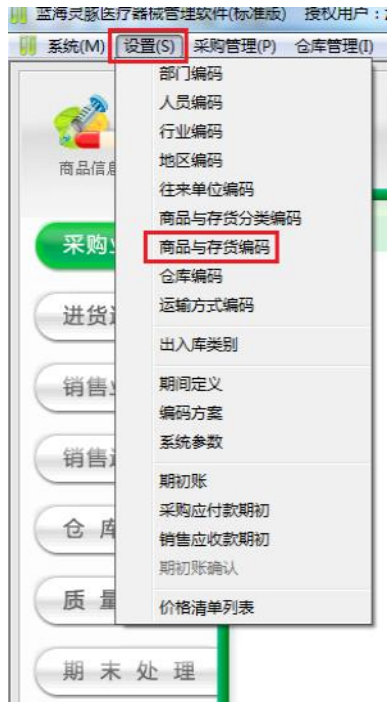 蓝海灵豚医疗器械管理软件(标准版) 授权用户:
系统(M) 设置(S) 采购管理(P) 仓库管理(I)
部门编码
人员编码
行业编码
地区编码
往来单位编码
商品与存货分类编码
商品与存货编码
仓库编码
运输方式编码
出入库类别
期间定义
编码方案
系统参数
期初账
采购应付款期初
销售应收款期初
期初账确认
价格清单列表
商品信息
采购
进货
销售
销售
仓 库
质 量
期 末 处 理